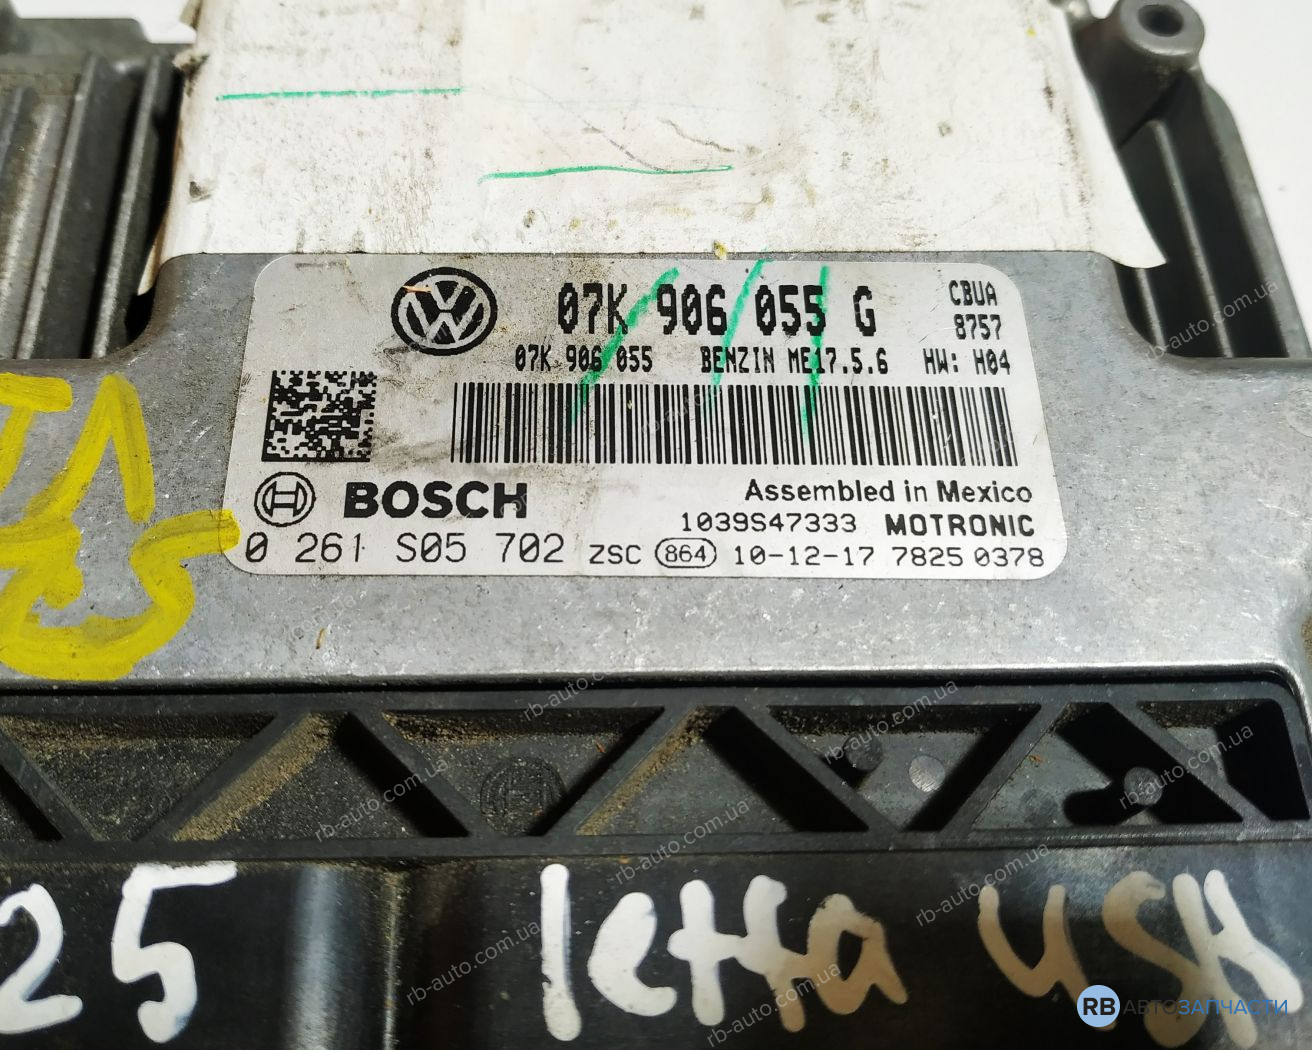 07K 906 055 G
CBUA
8757
07K 906 055 BENZIN ME17.5.6 HW: H04
BOSCH
Assembled in Mexico
1039S47333 MOTRONIC
0 261 S05 702 ZSC 864 10-12-17 7825 0378
25
Jetta USA
RB АВТОЗАПЧАСТИ
rb-auto.com.ua